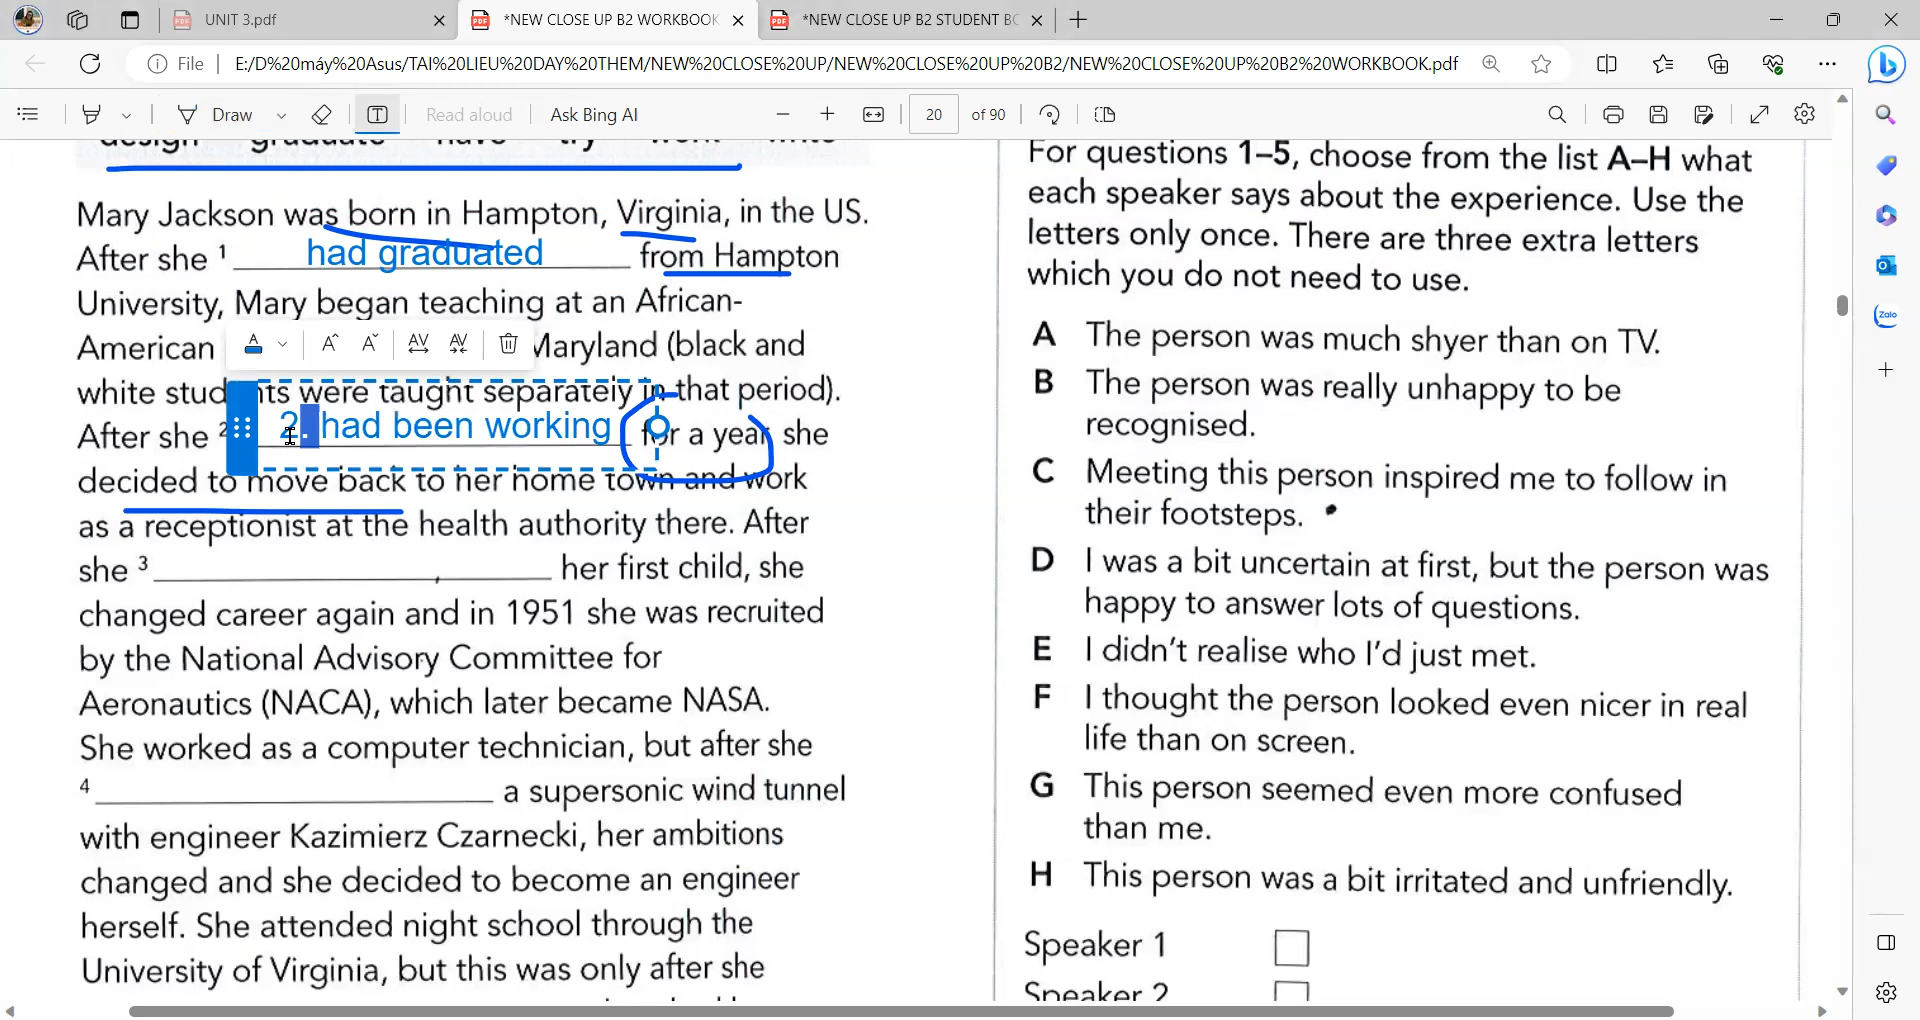 UNIT 3.pdf
*NEW CLOSE UP B2 WORKBOOK
*NEW CLOSE UP B2 STUDENT BO
File
E:/D%20máy%20Asus/TAI%20LIEU%20DAY%20THEM/NEW%20CLOSE%20UP/NEW%20CLOSE%20UP%20B2/NEW%20CLOSE%20UP%20B2%20WORKBOOK.pdf
Draw
Read aloud
Ask Bing AI
20
of 90
design graduate have try
Mary Jackson was born in Hampton, Virginia, in the US.
After she 1 had graduated from Hampton
University, Mary began teaching at an African-
American Maryland (black and
white students were taught separately in that period).
After she 2 2. had been working for a year, she
decided to move back to her home town and work
as a receptionist at the health authority there. After
she 3 her first child, she
changed career again and in 1951 she was recruited
by the National Advisory Committee for
Aeronautics (NACA), which later became NASA.
She worked as a computer technician, but after she
4 a supersonic wind tunnel
with engineer Kazimierz Czarnecki, her ambitions
changed and she decided to become an engineer
herself. She attended night school through the
University of Virginia, but this was only after she
For questions 1–5, choose from the list A–H what
each speaker says about the experience. Use the
letters only once. There are three extra letters
which you do not need to use.
A The person was much shyer than on TV.
B The person was really unhappy to be
recognised.
C Meeting this person inspired me to follow in
their footsteps.
D I was a bit uncertain at first, but the person was
happy to answer lots of questions.
E I didn't realise who I'd just met.
F I thought the person looked even nicer in real
life than on screen.
G This person seemed even more confused
than me.
H This person was a bit irritated and unfriendly.
Speaker 1
Speaker 2
Zalo